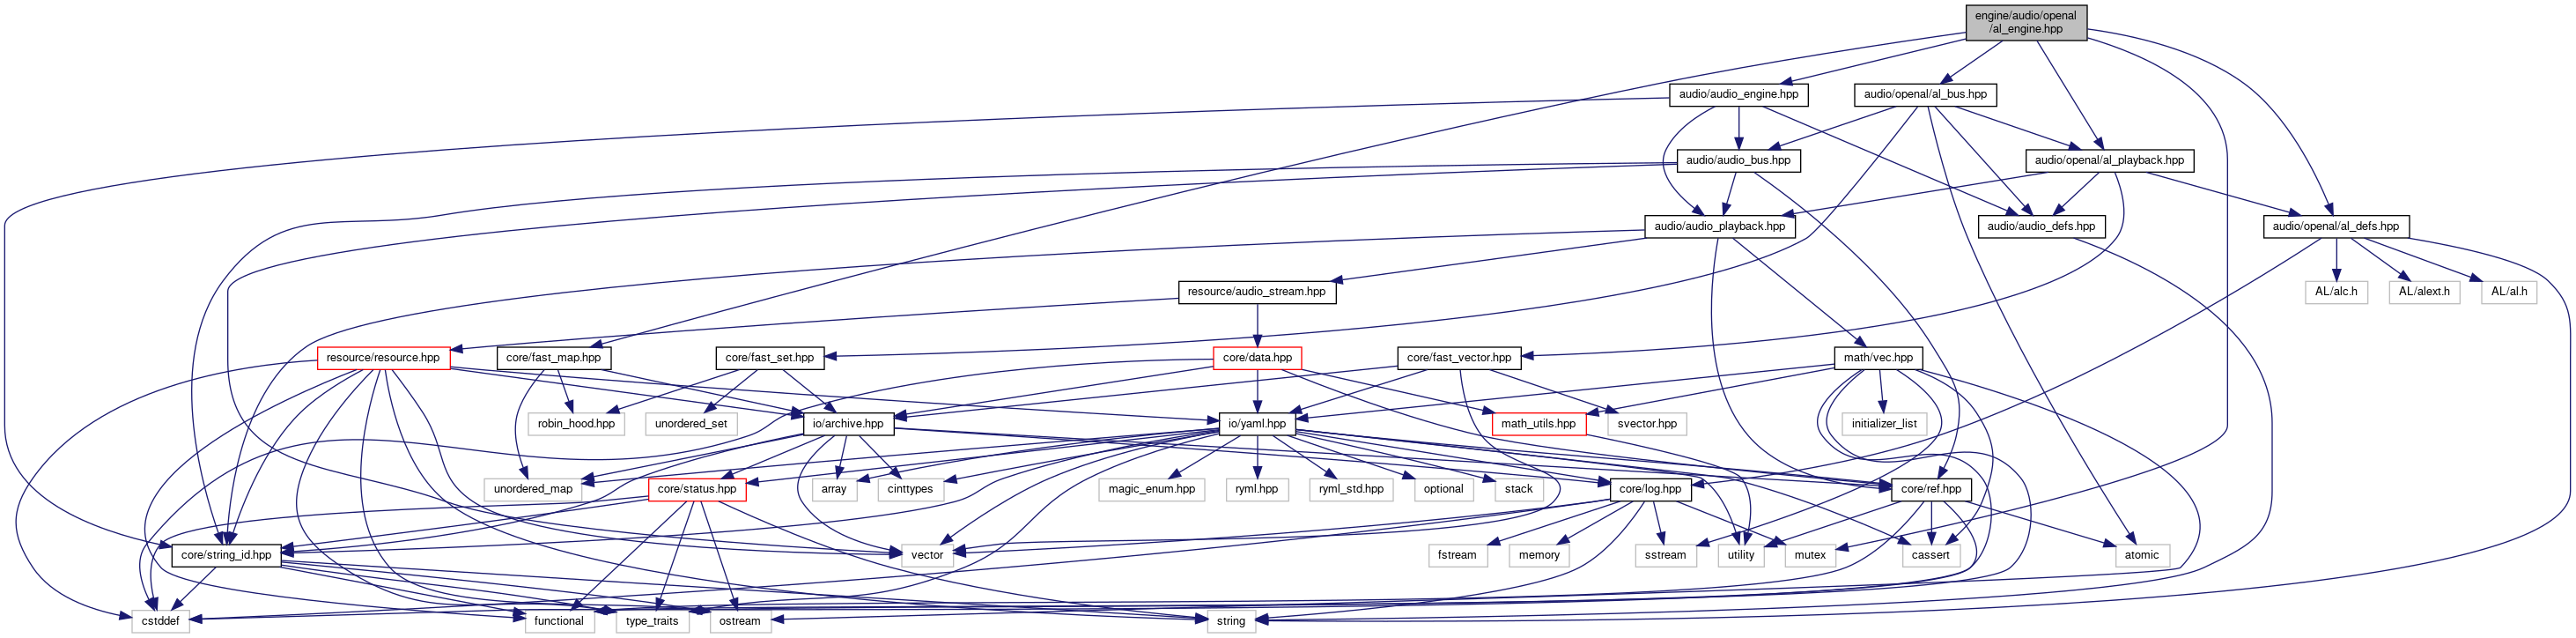 engine/audio/openal
/al_engine.hpp
audio/audio_engine.hpp
audio/openal/al_bus.hpp
audio/audio_bus.hpp
audio/openal/al_playback.hpp
audio/audio_playback.hpp
audio/audio_defs.hpp
audio/openal/al_defs.hpp
resource/audio_stream.hpp
AL/alc.h
AL/alext.h
AL/al.h
resource/resource.hpp
core/fast_map.hpp
core/fast_set.hpp
core/data.hpp
core/fast_vector.hpp
math/vec.hpp
robin_hood.hpp
unordered_set
io/archive.hpp
io/yaml.hpp
math_utils.hpp
svector.hpp
initializer_list
unordered_map
core/status.hpp
array
cinttypes
magic_enum.hpp
ryml.hpp
ryml_std.hpp
optional
stack
core/log.hpp
core/ref.hpp
core/string_id.hpp
vector
fstream
memory
sstream
utility
mutex
cassert
atomic
cstddef
functional
type_traits
ostream
string